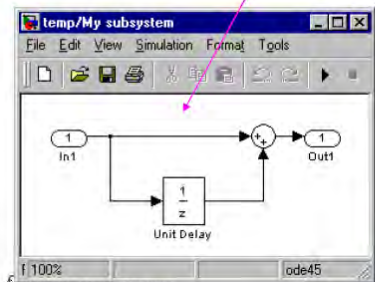 temp/My subsystem
File Edit View Simulation Format Tools
1
In1
+
+
1
Out1
1
z
Unit Delay
100%
ode45